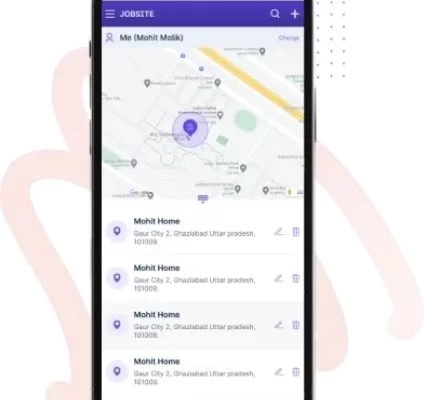 JOBSITE
Me (Mohit Malik)
Change
Google
Mohit Home
Gaur City 2, Ghaziabad Uttar pradesh,
101009.
Mohit Home
Gaur City 2, Ghaziabad Uttar pradesh,
101009.
Mohit Home
Gaur City 2, Ghaziabad Uttar pradesh,
101009.
Mohit Home
Gaur City 2, Ghaziabad Uttar pradesh,
101009.